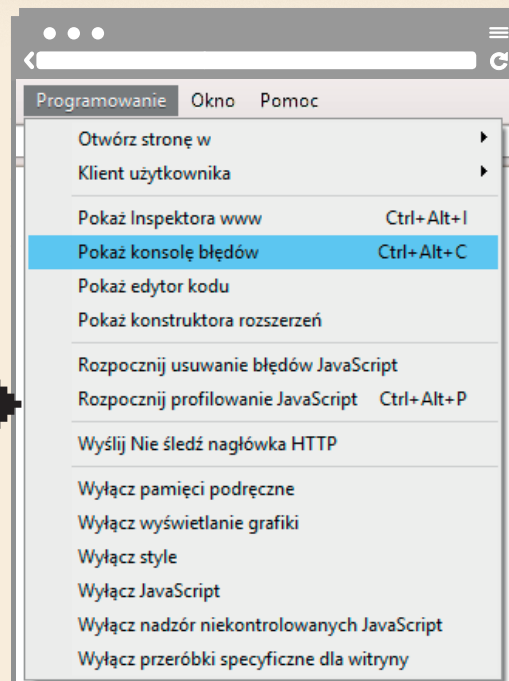 Programowanie Okno Pomoc
Otwórz stronę w
Klient użytkownika
Pokaż Inspektora www Ctrl+Alt+I
Pokaż konsolę błędów Ctrl+Alt+C
Pokaż edytor kodu
Pokaż konstruktora rozszerzeń
Rozpocznij usuwanie błędów JavaScript
Rozpocznij profilowanie JavaScript Ctrl+Alt+P
Wyślij Nie śledź nagłówka HTTP
Wyłącz pamięci podręczne
Wyłącz wyświetlanie grafiki
Wyłącz style
Wyłącz JavaScript
Wyłącz nadzór niekontrolowanych JavaScript
Wyłącz przeróbki specyficzne dla witryny